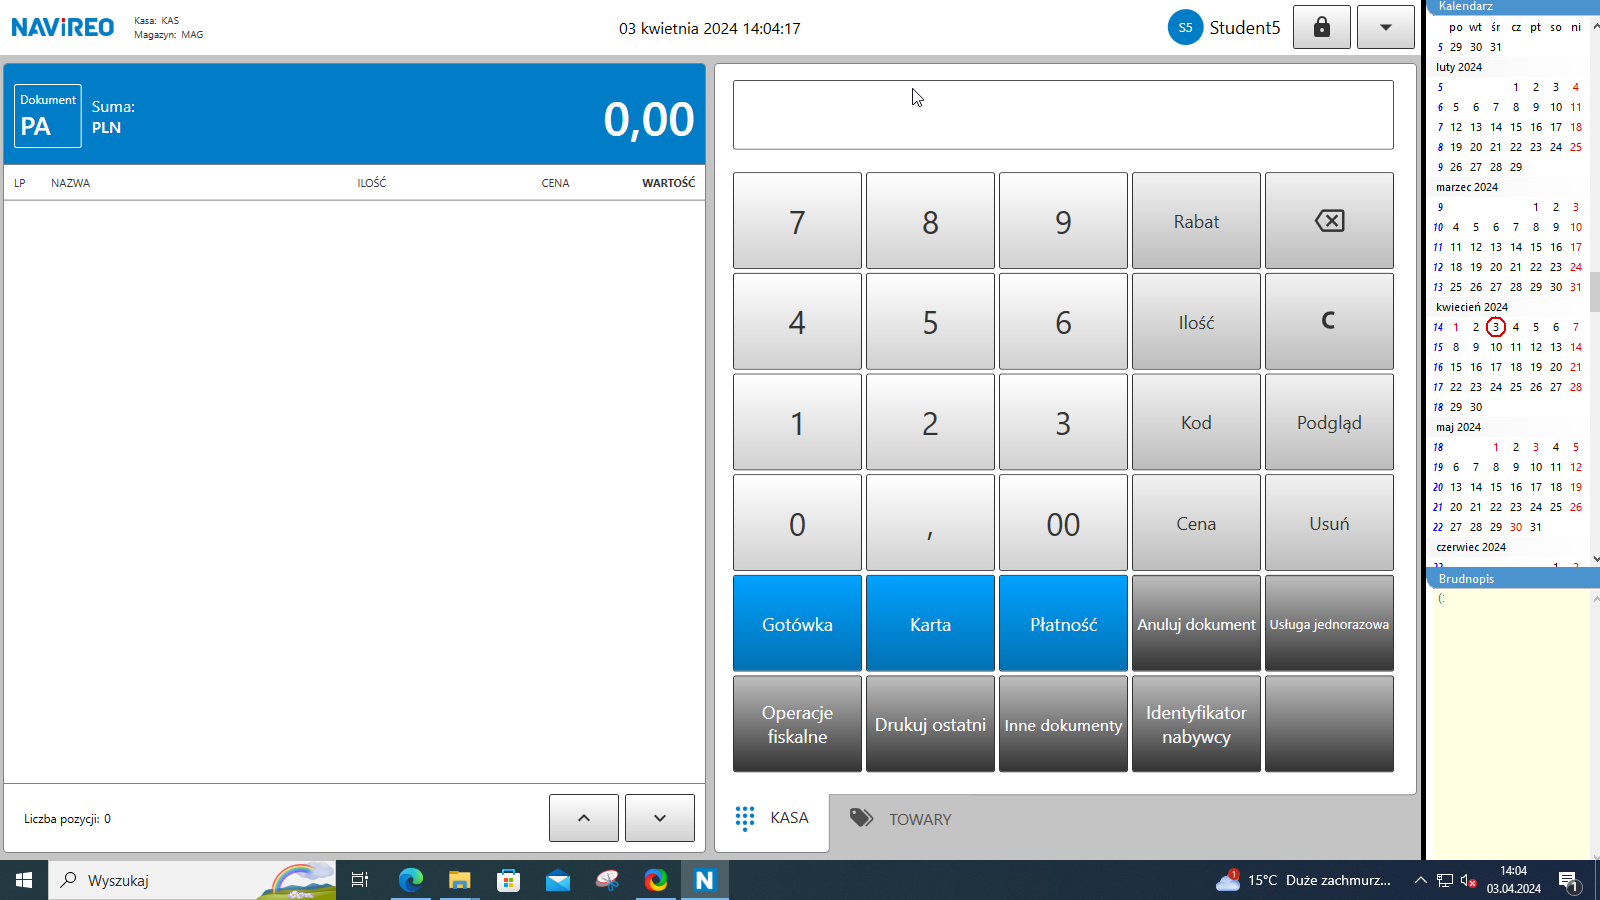 NAViREO
Kasa: KAS
Magazyn: MAG
03 kwietnia 2024 14:04:17
S5 Student5
Dokument
PA
Suma:
PLN
0,00
LP NAZWA ILOŚĆ CENA WARTOŚĆ
Liczba pozycji: 0
7 8 9 Rabat
4 5 6 Ilość C
1 2 3 Kod Podgląd
0 , 00 Cena Usuń
Gotówka Karta Płatność Anuluj dokument Usługa jednorazowa
Operacje fiskalne Drukuj ostatni Inne dokumenty Identyfikator nabywcy
KASA TOWARY
Kalendarz
po wt śr cz pt so ni
5 29 30 31
luty 2024
5 1 2 3 4
6 5 6 7 8 9 10 11
7 12 13 14 15 16 17 18
8 19 20 21 22 23 24 25
9 26 27 28 29
marzec 2024
9 1 2 3
10 4 5 6 7 8 9 10
11 11 12 13 14 15 16 17
12 18 19 20 21 22 23 24
13 25 26 27 28 29 30 31
kwiecień 2024
14 1 2 3 4 5 6 7
15 8 9 10 11 12 13 14
16 15 16 17 18 19 20 21
17 22 23 24 25 26 27 28
18 29 30
maj 2024
18 1 2 3 4 5
19 6 7 8 9 10 11 12
20 13 14 15 16 17 18 19
21 20 21 22 23 24 25 26
22 27 28 29 30 31
czerwiec 2024
Brudnopis
(:
Wyszukaj
N
1
15°C Duże zachmurz...
14:04
03.04.2024
1